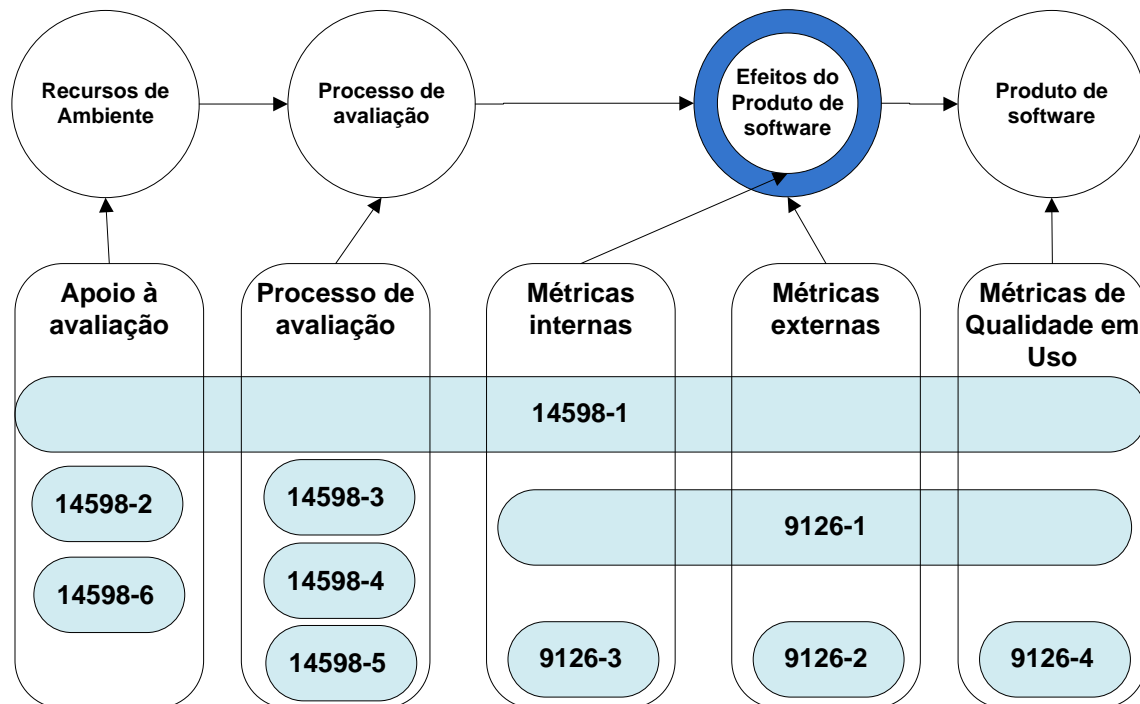 Recursos de
Ambiente
Processo de
avaliação
Efeitos do
Produto de
software
Produto de
software
Apoio à
avaliação
Processo de
avaliação
Métricas
internas
Métricas
externas
Métricas de
Qualidade em
Uso
14598-1
14598-2
14598-3
9126-1
14598-6
14598-4
14598-5
9126-3
9126-2
9126-4